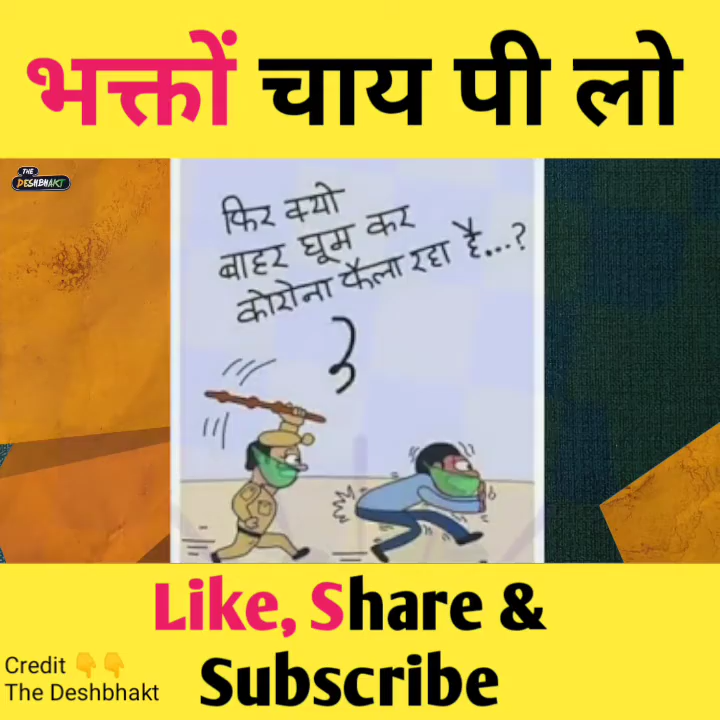 भक्तों चाय पी लो
THE
DESHBHAKT
फिर क्यो
बाहर घूम कर
कोरोना फैला रहा है...?
Like, Share &
Subscribe
Credit 👇👇
The Deshbhakt